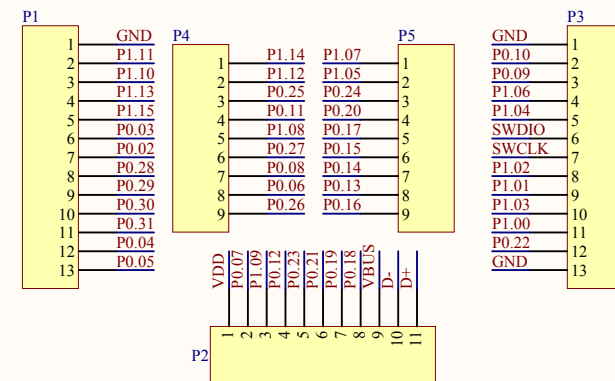 P1
1 GND
2 P1.11
3 P1.10
4 P1.13
5 P1.15
6 P0.03
7 P0.02
8 P0.28
9 P0.29
10 P0.30
11 P0.31
12 P0.04
13 P0.05
P4
1 P1.14
2 P1.12
3 P0.25
4 P0.11
5 P1.08
6 P0.27
7 P0.08
8 P0.06
9 P0.26
P5
P1.07 1
P1.05 2
P0.24 3
P0.20 4
P0.17 5
P0.15 6
P0.14 7
P0.13 8
P0.16 9
P3
GND 1
P0.10 2
P0.09 3
P1.06 4
P1.04 5
SWDIO 6
SWCLK 7
P1.02 8
P1.01 9
P1.03 10
P1.00 11
P0.22 12
GND 13
P2
VDD 1
P0.07 2
P1.09 3
P0.12 4
P0.23 5
P0.21 6
P0.19 7
P0.18 8
VBUS 9
D- 10
D+ 11